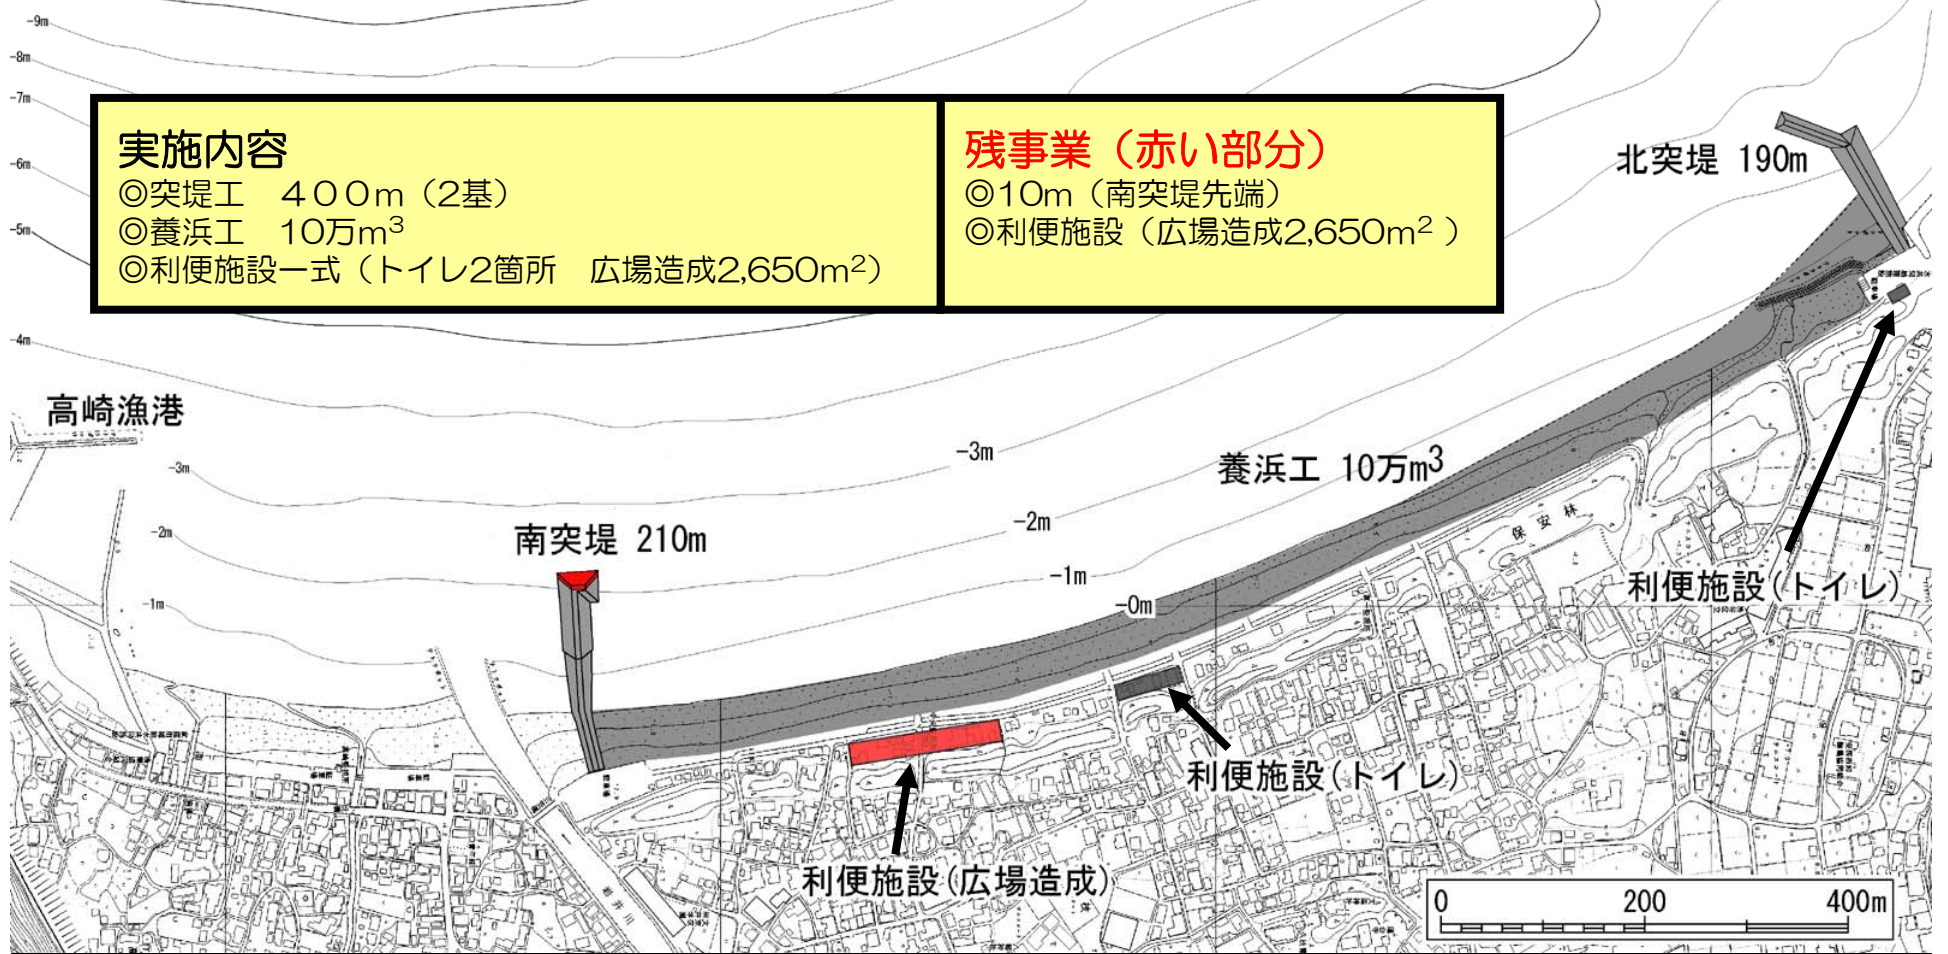 -9m
-8m
-7m
-6m
-5m
-4m
実施内容
◎突堤工 400m（2基）
◎養浜工 10万m³
◎利便施設一式（トイレ2箇所 広場造成2,650m²）
残事業（赤い部分）
◎10m（南突堤先端）
◎利便施設（広場造成2,650m²）
北突堤 190m
高崎漁港
-3m
-2m
-1m
-3m
-2m
-1m
-0m
養浜工 10万m³
南突堤 210m
保安林
利便施設(トイレ)
利便施設(トイレ)
利便施設(広場造成)
0 200 400m